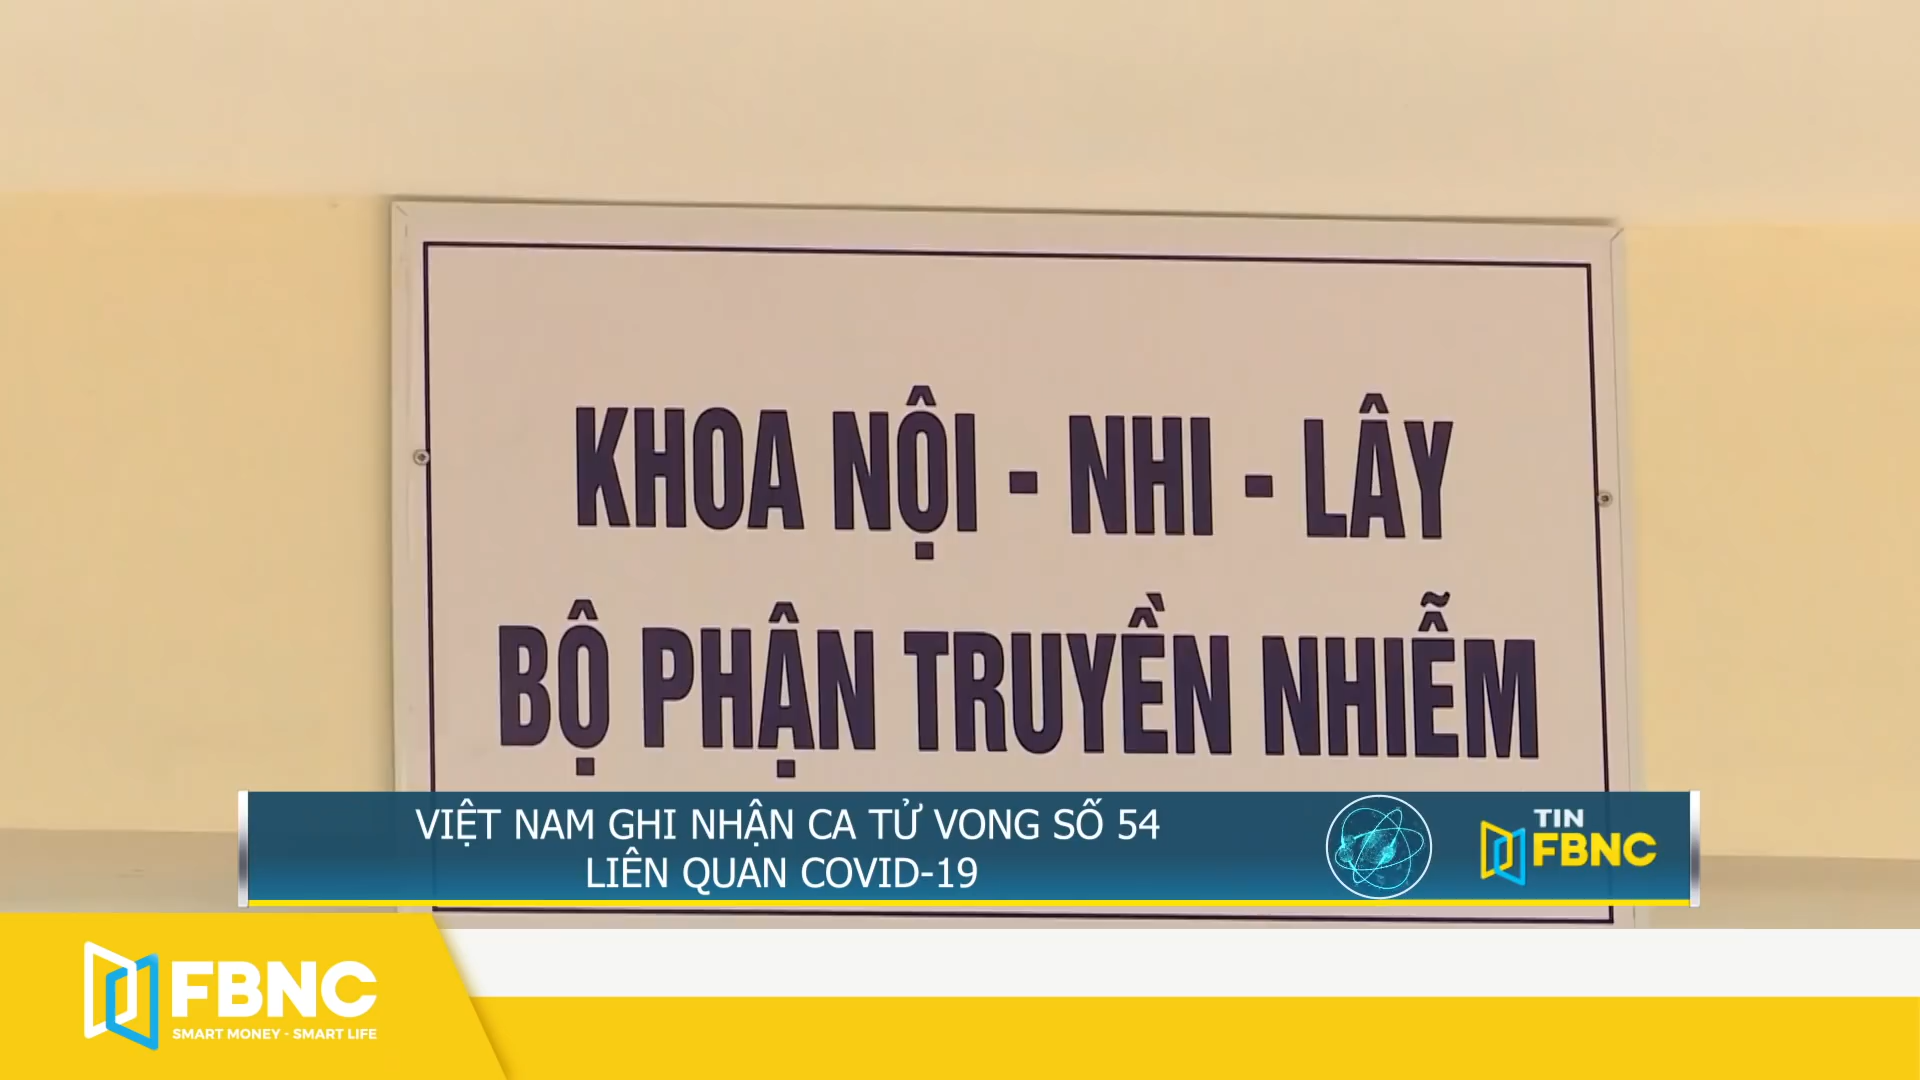 KHOA NỘI - NHI - LÂY
BỘ PHẬN TRUYỀN NHIỄM
VIỆT NAM GHI NHẬN CA TỬ VONG SỐ 54
LIÊN QUAN COVID-19
TIN
FBNC
FBNC
SMART MONEY - SMART LIFE